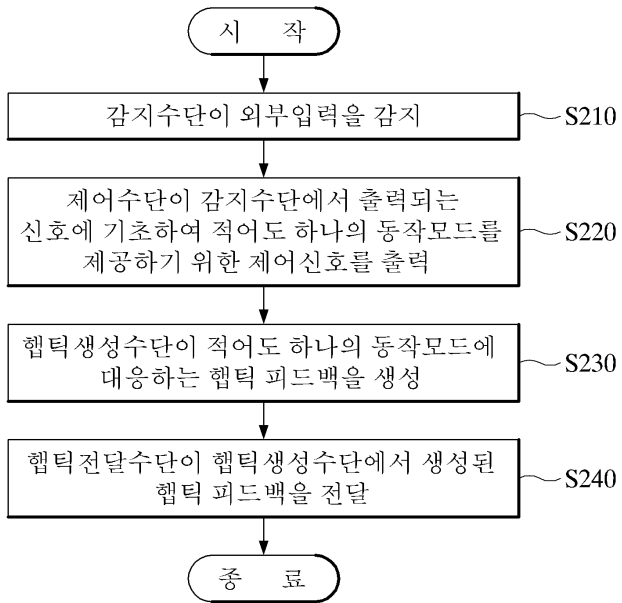 시 작
감지수단이 외부입력을 감지
S210
제어수단이 감지수단에서 출력되는
신호에 기초하여 적어도 하나의 동작모드를
제공하기 위한 제어신호를 출력
S220
햅틱생성수단이 적어도 하나의 동작모드에
대응하는 햅틱 피드백을 생성
S230
햅틱전달수단이 햅틱생성수단에서 생성된
햅틱 피드백을 전달
S240
종 료